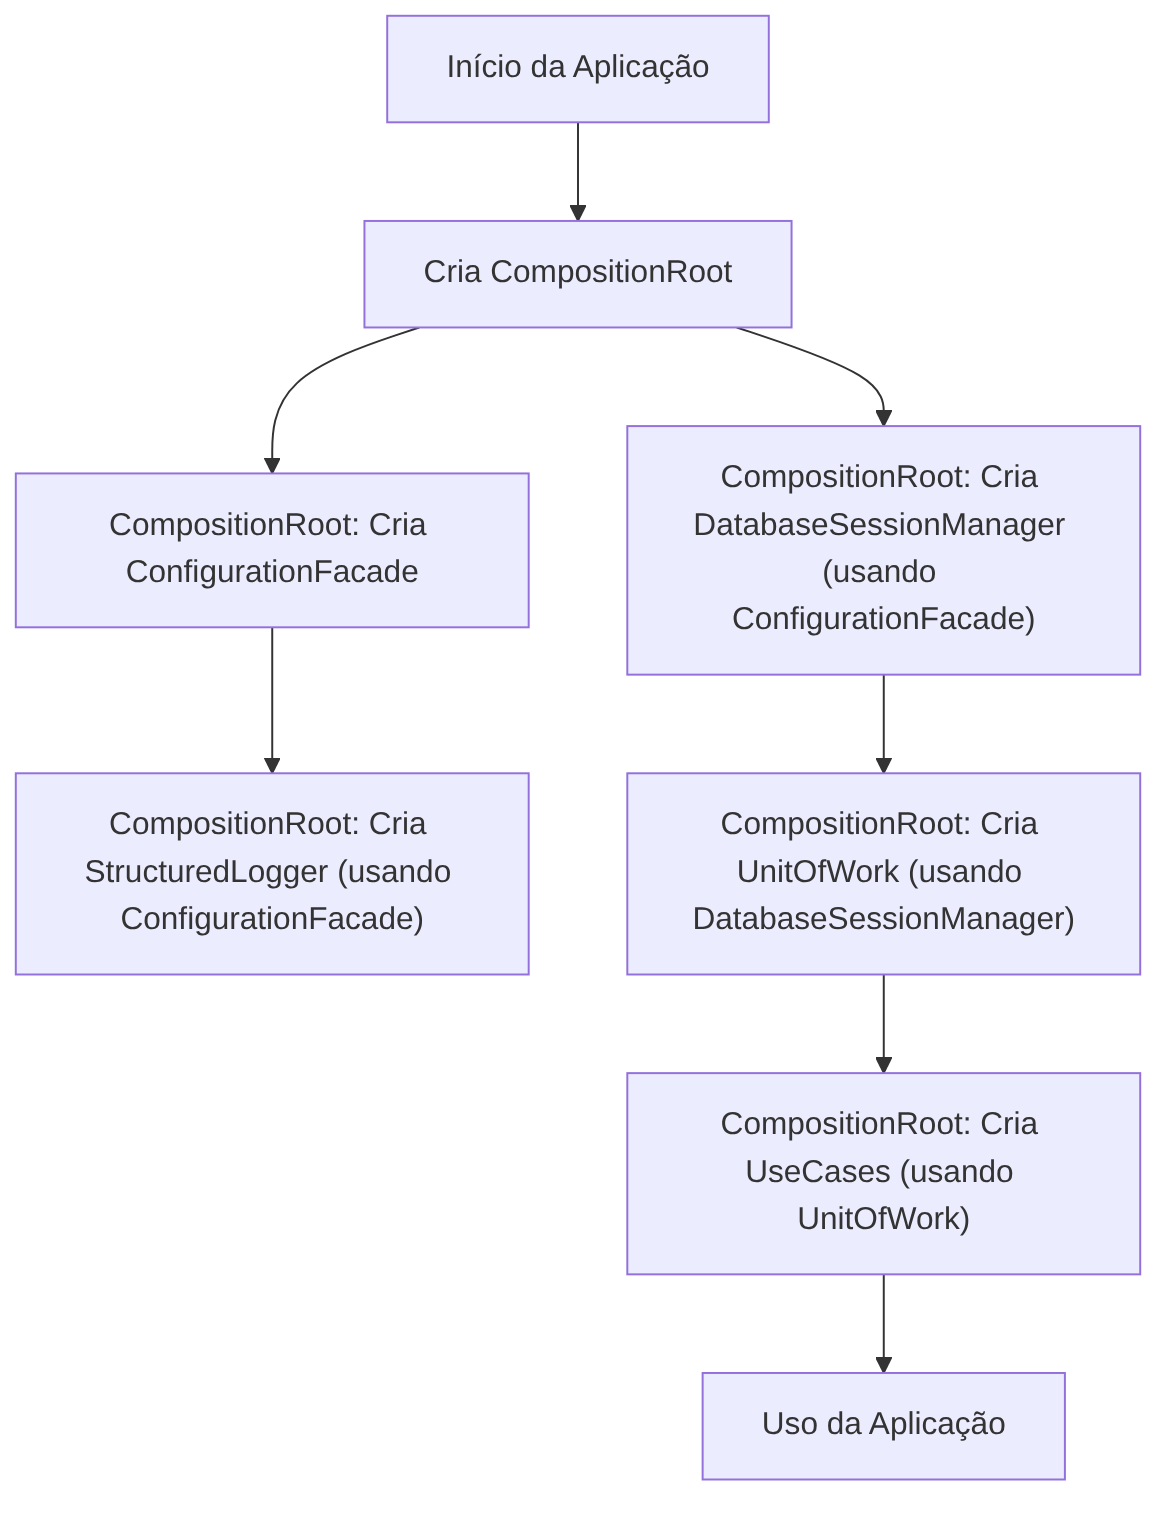 Início da Aplicação
Cria CompositionRoot
CompositionRoot: Cria
ConfigurationFacade
CompositionRoot: Cria
DatabaseSessionManager
(usando
ConfigurationFacade)
CompositionRoot: Cria
StructuredLogger (usando
ConfigurationFacade)
CompositionRoot: Cria
UnitOfWork (usando
DatabaseSessionManager)
CompositionRoot: Cria
UseCases (usando
UnitOfWork)
Uso da Aplicação